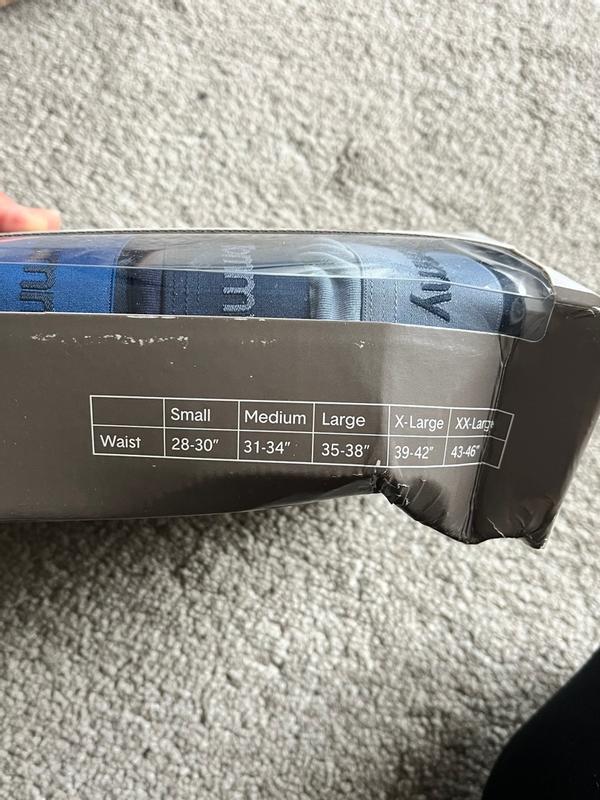 Small Medium Large X-Large XX-Large
Waist 28-30" 31-34" 35-38" 39-42" 43-46"